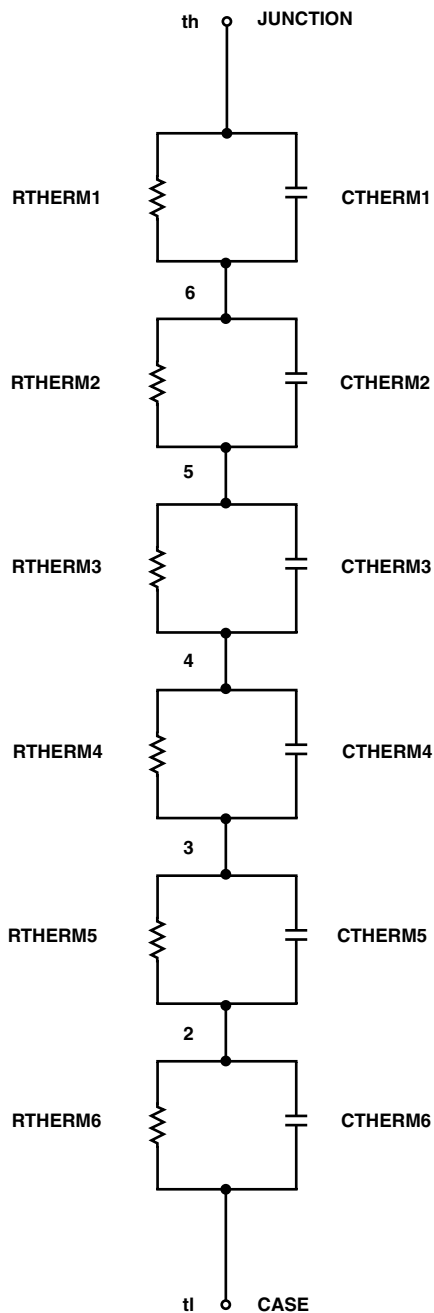 th JUNCTION
RTHERM1 CTHERM1
6
RTHERM2 CTHERM2
5
RTHERM3 CTHERM3
4
RTHERM4 CTHERM4
3
RTHERM5 CTHERM5
2
RTHERM6 CTHERM6
tl CASE